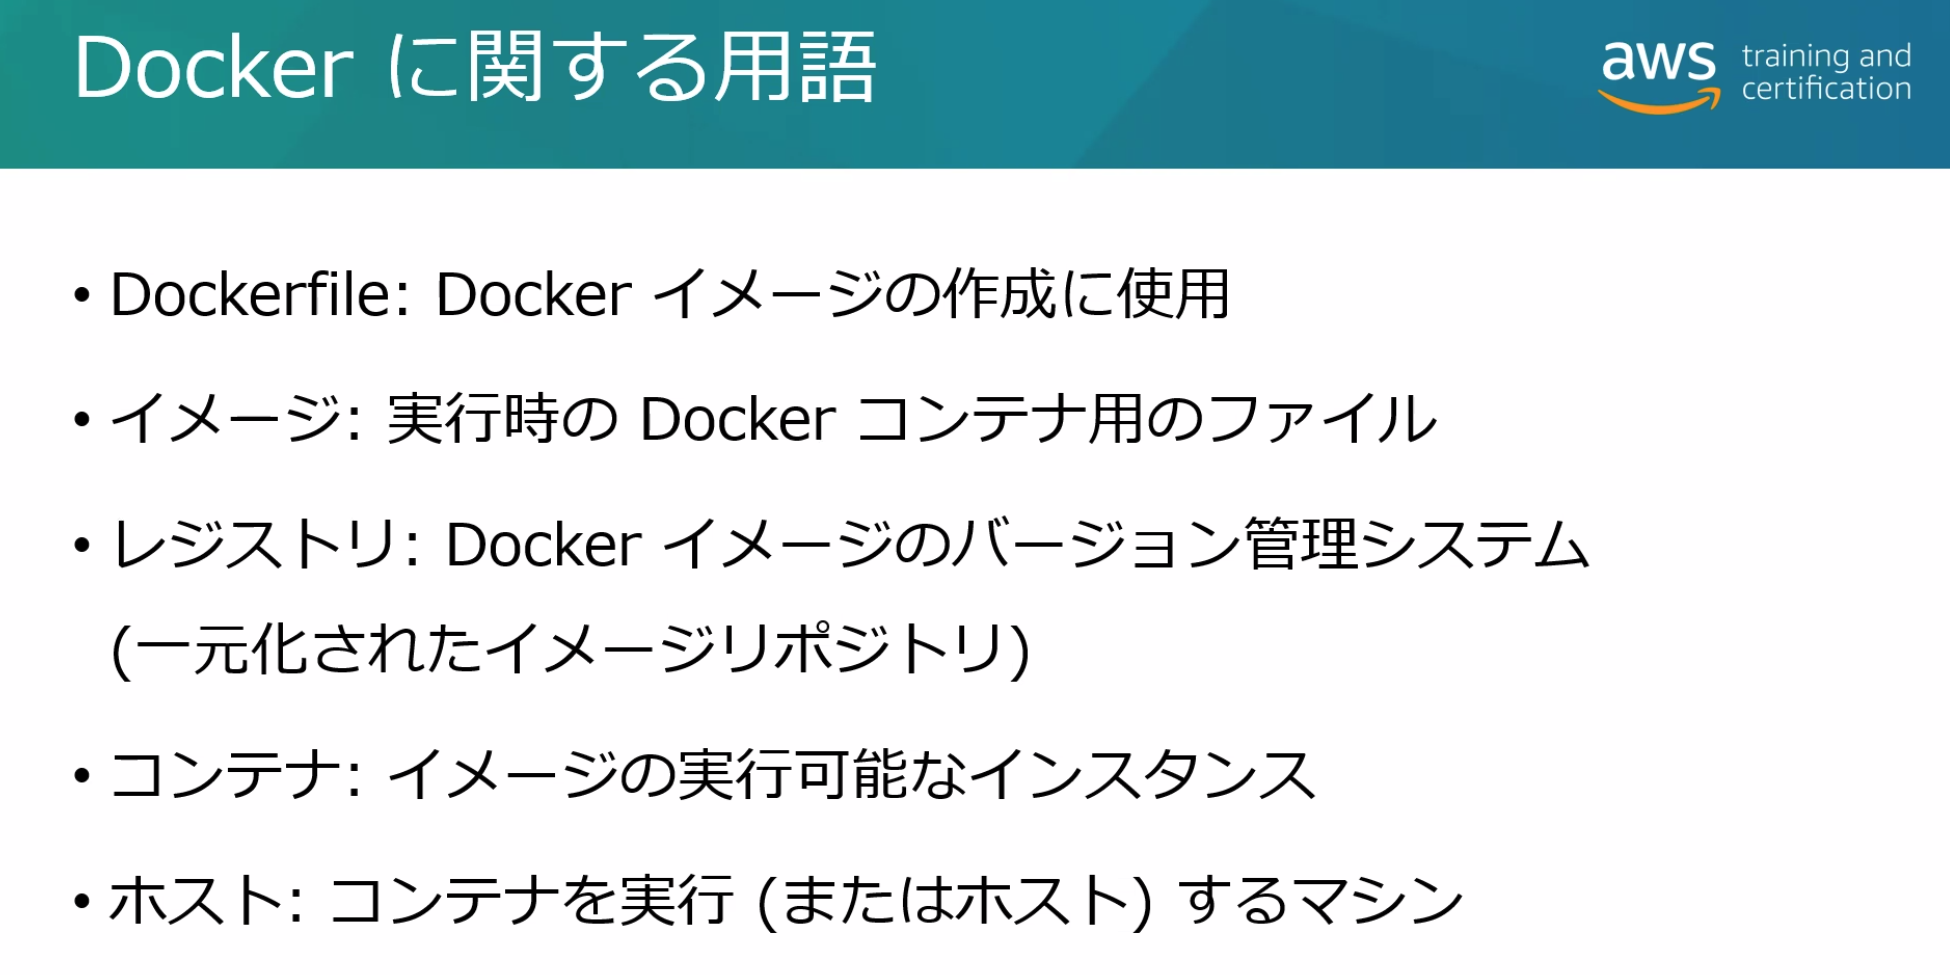 Docker に関する用語
aws training and certification
• Dockerfile: Docker イメージの作成に使用
• イメージ: 実行時の Docker コンテナ用のファイル
• レジストリ: Docker イメージのバージョン管理システム
(一元化されたイメージリポジトリ)
• コンテナ: イメージの実行可能なインスタンス
• ホスト: コンテナを実行 (またはホスト) するマシン